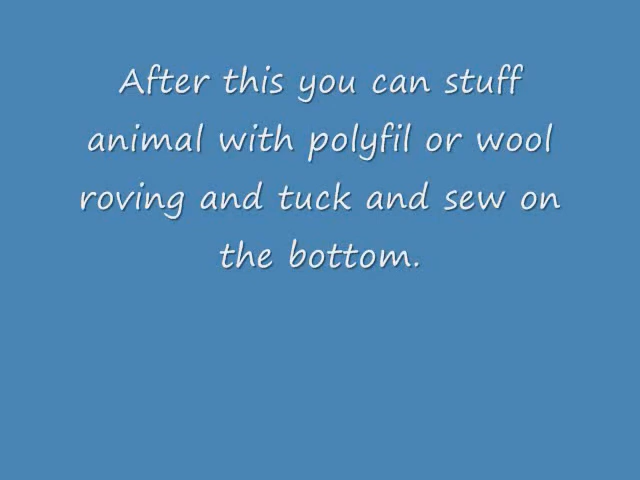 After this you can stuff
animal with polyfil or wool
roving and tuck and sew on
the bottom.